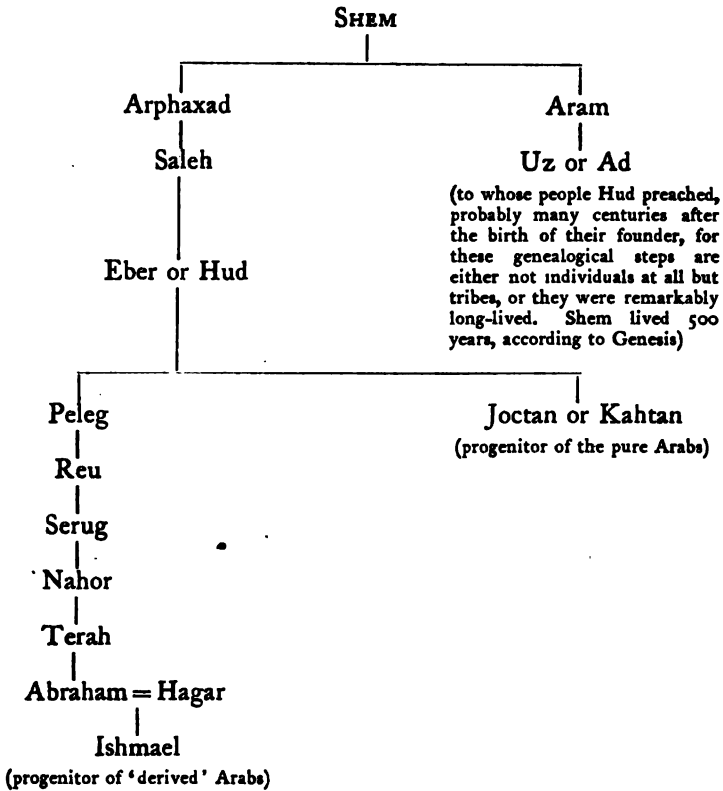 SHEM
Arphaxad
Aram
Saleh
Uz or Ad
(to whose people Hud preached,
probably many centuries after
the birth of their founder, for
these genealogical steps are
either not individuals at all but
tribes, or they were remarkably
long-lived. Shem lived 500
years, according to Genesis)
Eber or Hud
Peleg
Joctan or Kahtan
(progenitor of the pure Arabs)
Reu
Serug
Nahor
Terah
Abraham = Hagar
Ishmael
(progenitor of ‘derived’ Arabs)